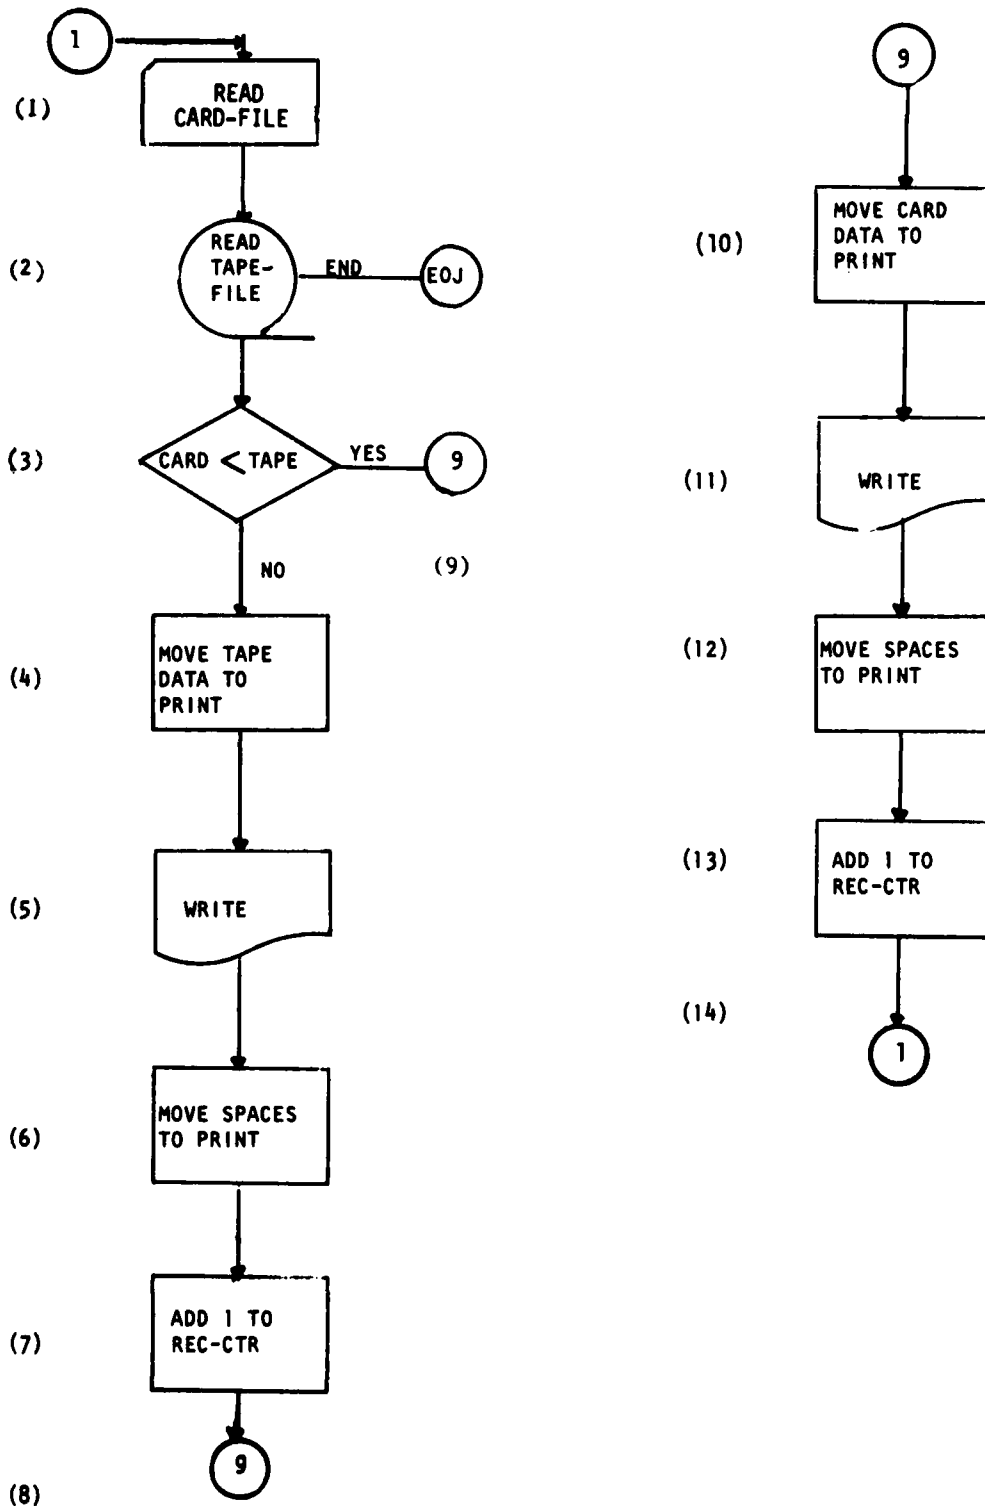 1
(1)
READ
CARD-FILE
(2)
READ
TAPE-
FILE
END
EOJ
(3)
CARD < TAPE
YES
9
(9)
NO
(4)
MOVE TAPE
DATA TO
PRINT
(5)
WRITE
(6)
MOVE SPACES
TO PRINT
(7)
ADD 1 TO
REC-CTR
9
(8)
9
(10)
MOVE CARD
DATA TO
PRINT
(11)
WRITE
(12)
MOVE SPACES
TO PRINT
(13)
ADD 1 TO
REC-CTR
(14)
1